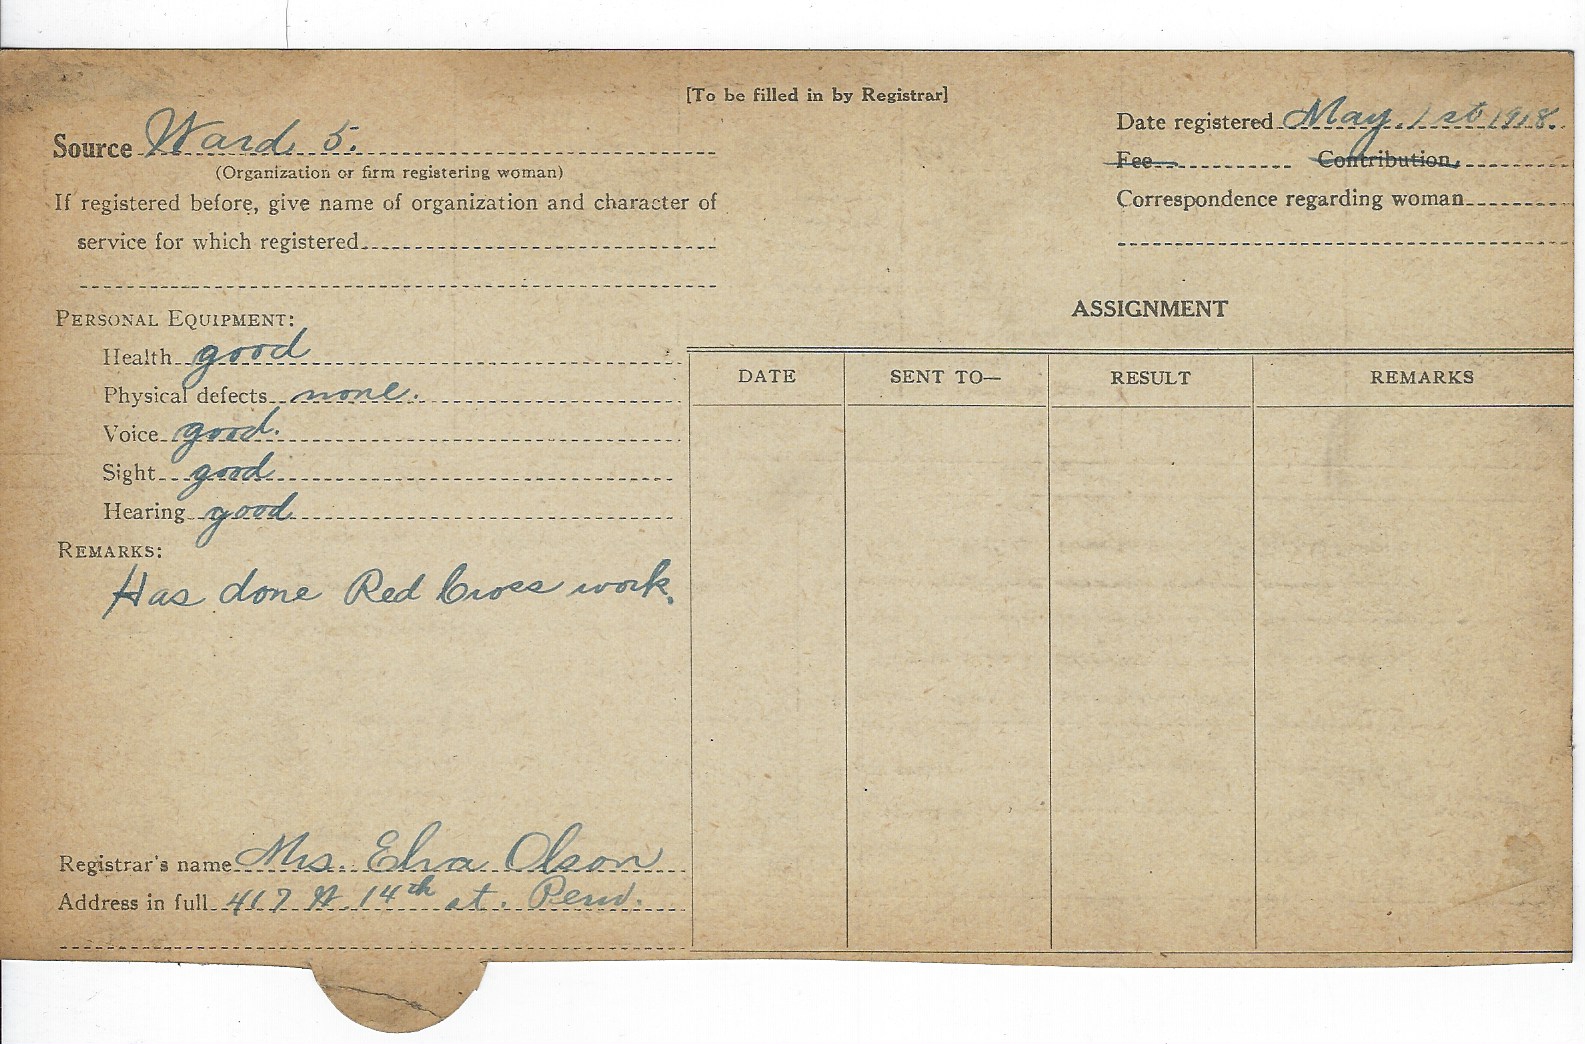 [To be filled in by Registrar]
Source Ward 5.
(Organization or firm registering woman)
If registered before, give name of organization and character of
service for which registered
Date registered May. 1st 1918.
Fee Contribution
Correspondence regarding woman
PERSONAL EQUIPMENT:
Health good
Physical defects none.
Voice good.
Sight good
Hearing good
REMARKS:
Has done Red Cross work.
ASSIGNMENT
DATE SENT TO— RESULT REMARKS
Registrar's name Mrs. Elva Olson
Address in full 417 W. 14th st.